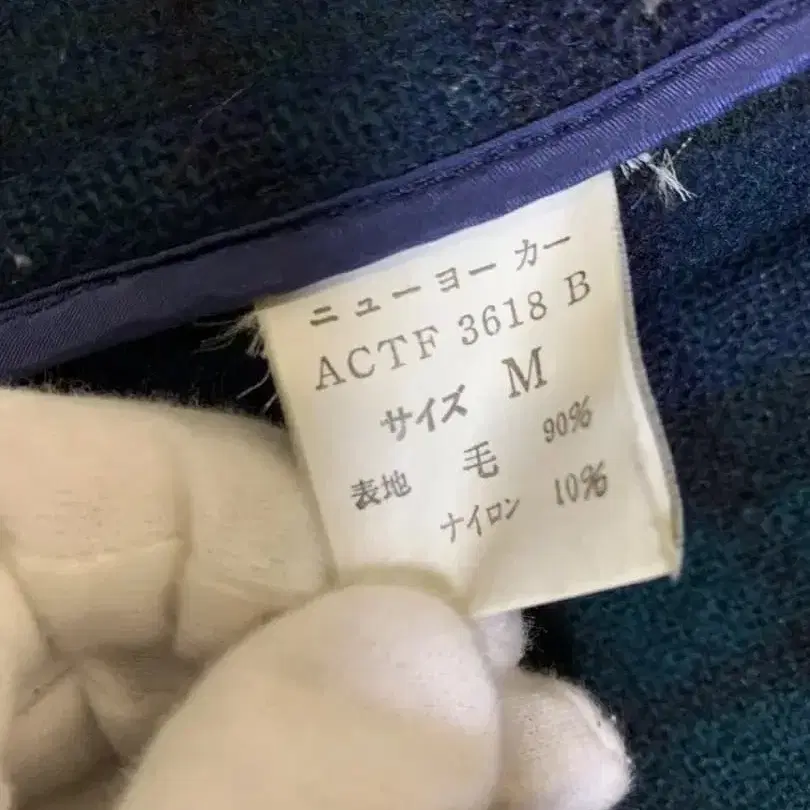 ニューヨーカー
ACTF 3618 B
サイズ M
表地 毛 90%
ナイロン 10%